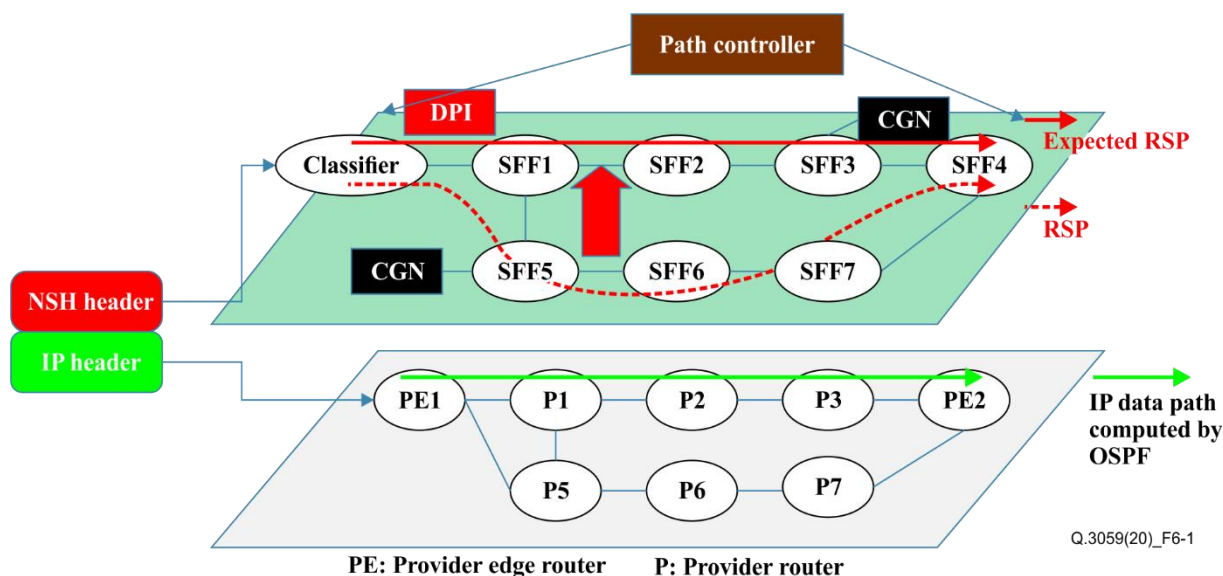 Path controller
DPI
CGN
Expected RSP
Classifier
SFF1
SFF2
SFF3
SFF4
RSP
CGN
SFF5
SFF6
SFF7
NSH header
IP header
PE1
P1
P2
P3
PE2
IP data path
computed by
OSPF
P5
P6
P7
Q.3059(20)_F6-1
PE: Provider edge router P: Provider router